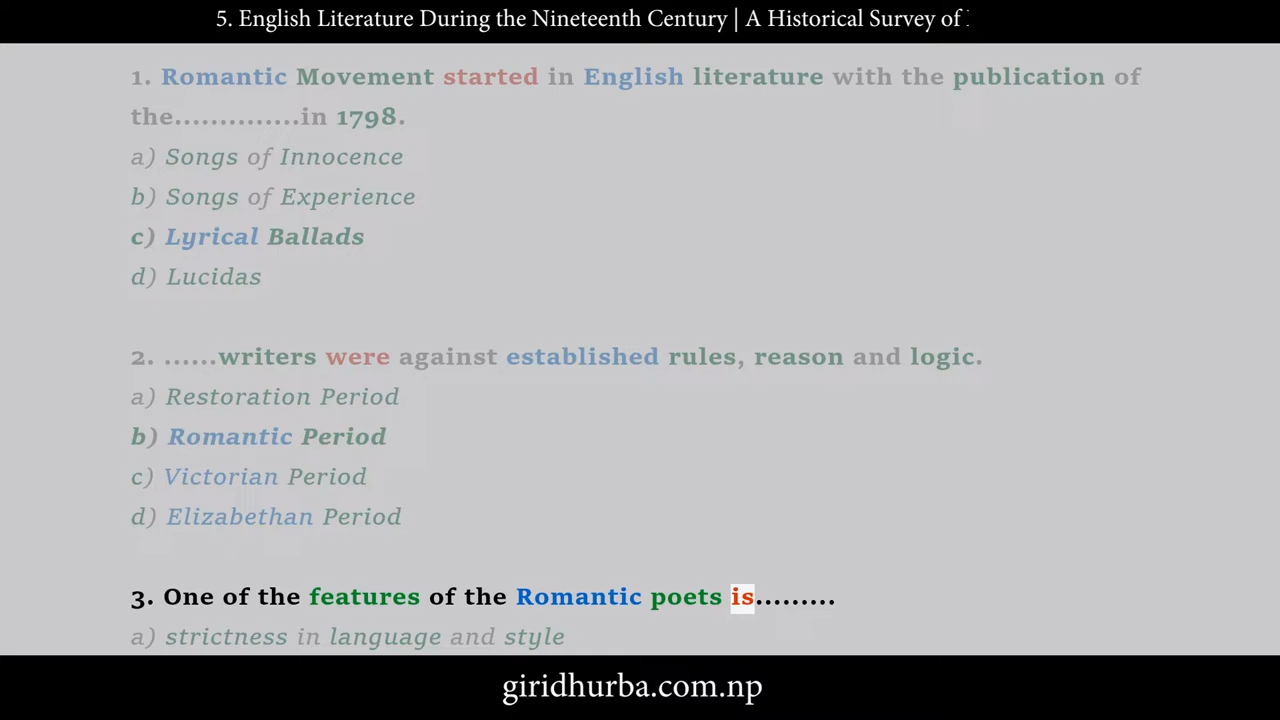 5. English Literature During the Nineteenth Century | A Historical Survey of
1. Romantic Movement started in English literature with the publication of
the..............in 1798.
a) Songs of Innocence
b) Songs of Experience
c) Lyrical Ballads
d) Lucidas
2. ......writers were against established rules, reason and logic.
a) Restoration Period
b) Romantic Period
c) Victorian Period
d) Elizabethan Period
3. One of the features of the Romantic poets is.........
a) strictness in language and style
giridhurba.com.np